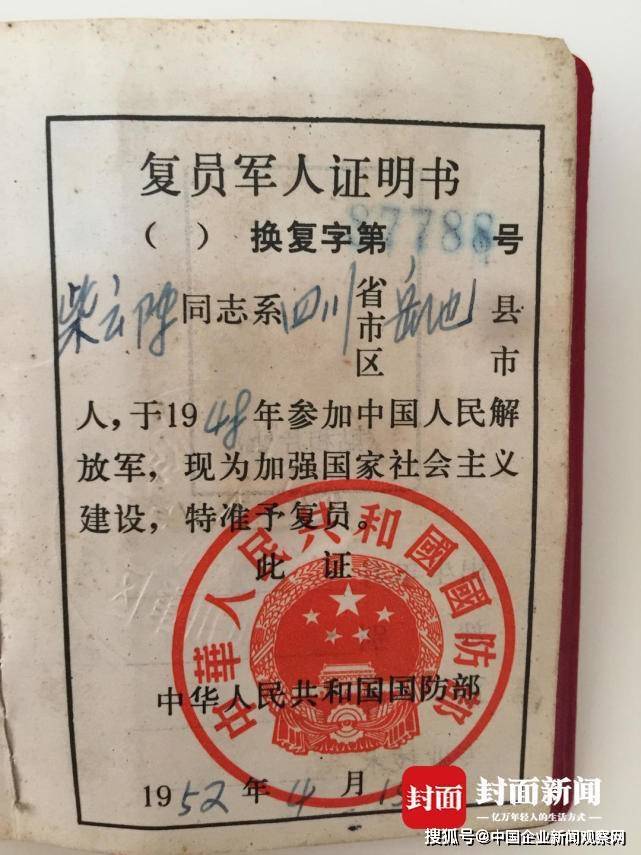 复员军人证明书
（ ）换复字第87788号
柴云陞同志系四川省市区岳池县市
人，于1948年参加中国人民解
放军，现为加强国家社会主义
建设，特准予复员。
此 证
中華人民共和國國防部
中华人民共和国国防部
1952年4月
封面 封面新闻
亿万年轻人的生活方式
搜狐号@中国企业新闻观察网